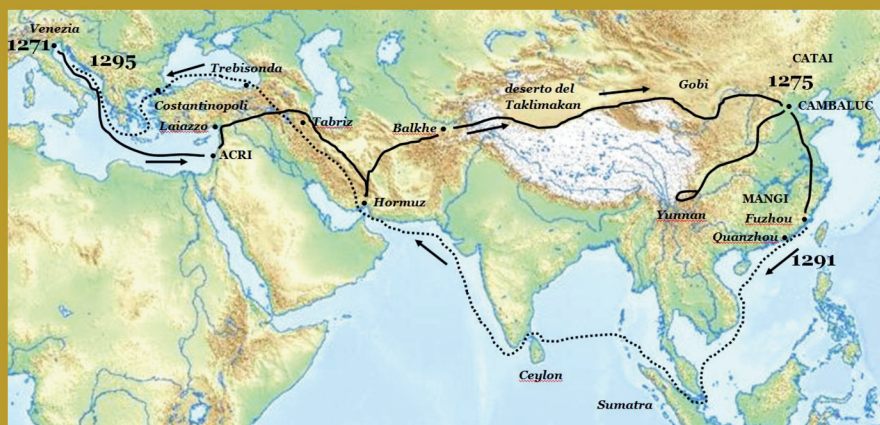 Venezia
1271
1295
Trebisonda
Costantinopoli
Laiazzo
ACRI
Tabriz
Hormuz
Balkhe
deserto del
Taklimakan
Gobi
CATAI
1275
CAMBALUC
Yunnan
MANGI
Fuzhou
Quanzhou
1291
Ceylon
Sumatra